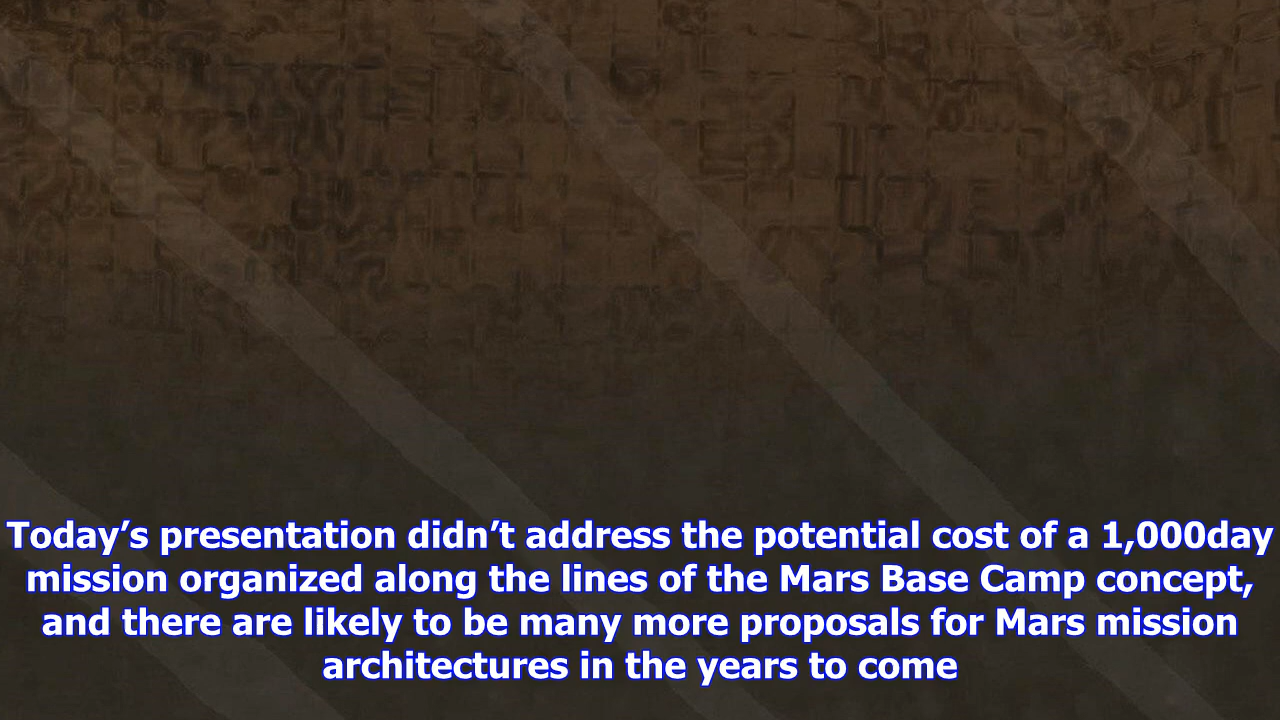 Today’s presentation didn’t address the potential cost of a 1,000day
mission organized along the lines of the Mars Base Camp concept,
and there are likely to be many more proposals for Mars mission
architectures in the years to come